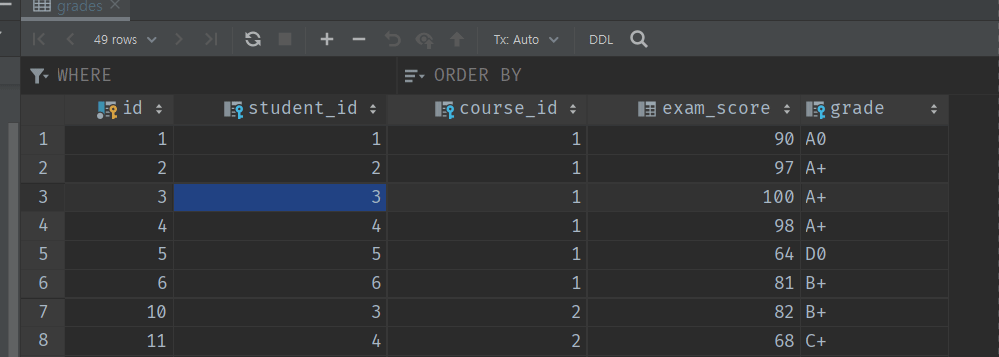 grades
49 rows Tx: Auto DDL
WHERE ORDER BY
id student_id course_id exam_score grade
1 1 1 1 90 A0
2 2 2 1 97 A+
3 3 3 1 100 A+
4 4 4 1 98 A+
5 5 5 1 64 D0
6 6 6 1 81 B+
7 10 3 2 82 B+
8 11 4 2 68 C+